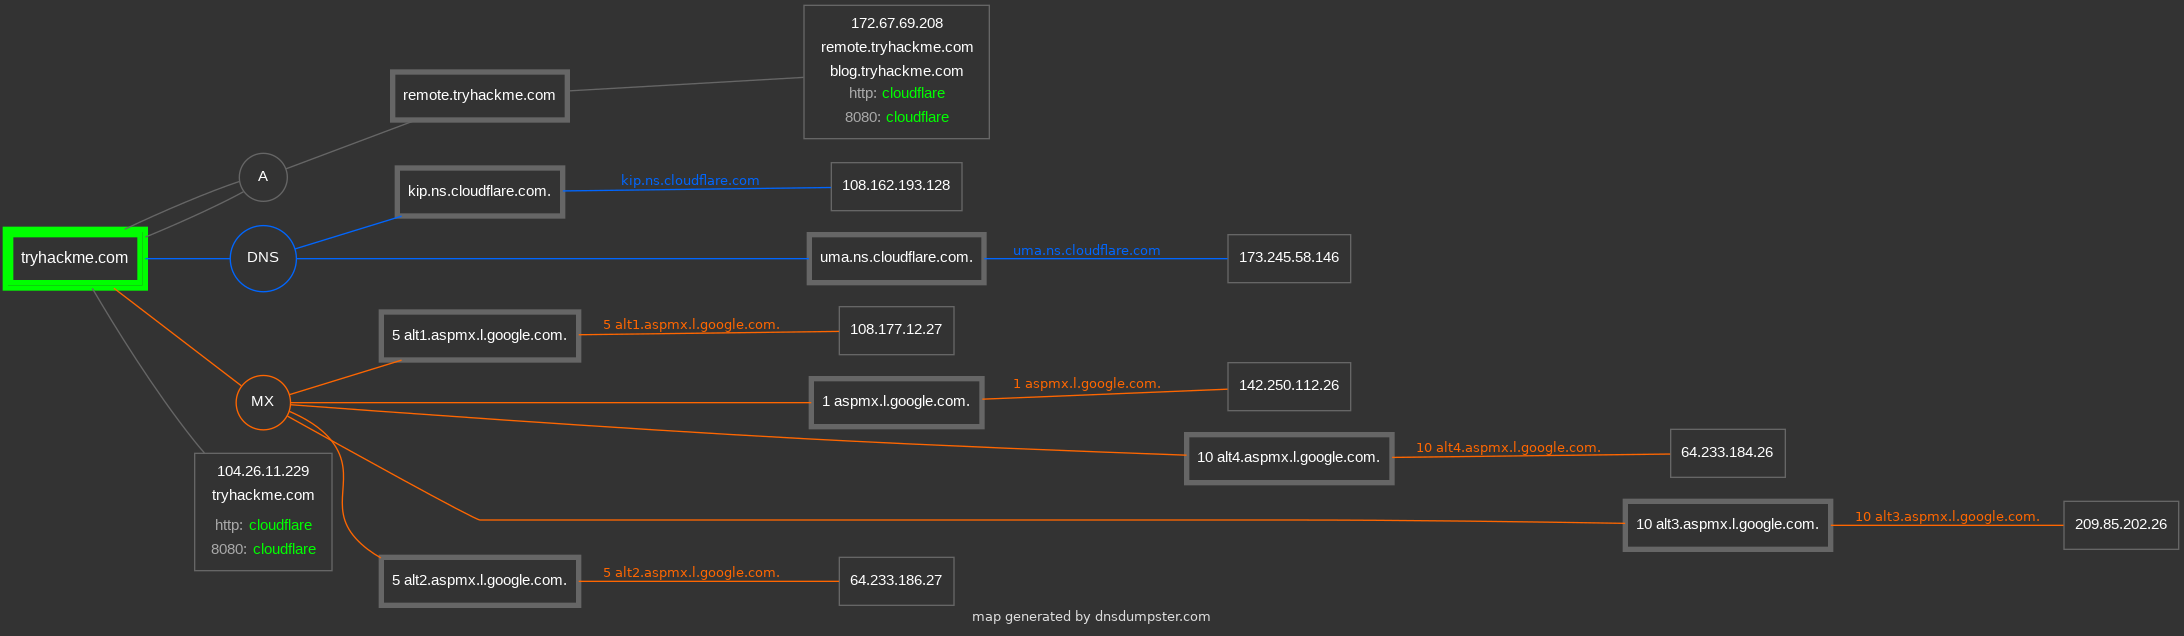 172.67.69.208
remote.tryhackme.com
blog.tryhackme.com
http: cloudflare
8080: cloudflare
remote.tryhackme.com
A
kip.ns.cloudflare.com.
kip.ns.cloudflare.com
108.162.193.128
tryhackme.com
DNS
uma.ns.cloudflare.com.
uma.ns.cloudflare.com
173.245.58.146
5 alt1.aspmx.l.google.com.
5 alt1.aspmx.l.google.com.
108.177.12.27
MX
1 aspmx.l.google.com.
1 aspmx.l.google.com.
142.250.112.26
10 alt4.aspmx.l.google.com.
10 alt4.aspmx.l.google.com.
64.233.184.26
104.26.11.229
tryhackme.com
http: cloudflare
8080: cloudflare
10 alt3.aspmx.l.google.com.
10 alt3.aspmx.l.google.com.
209.85.202.26
5 alt2.aspmx.l.google.com.
5 alt2.aspmx.l.google.com.
64.233.186.27
map generated by dnsdumpster.com